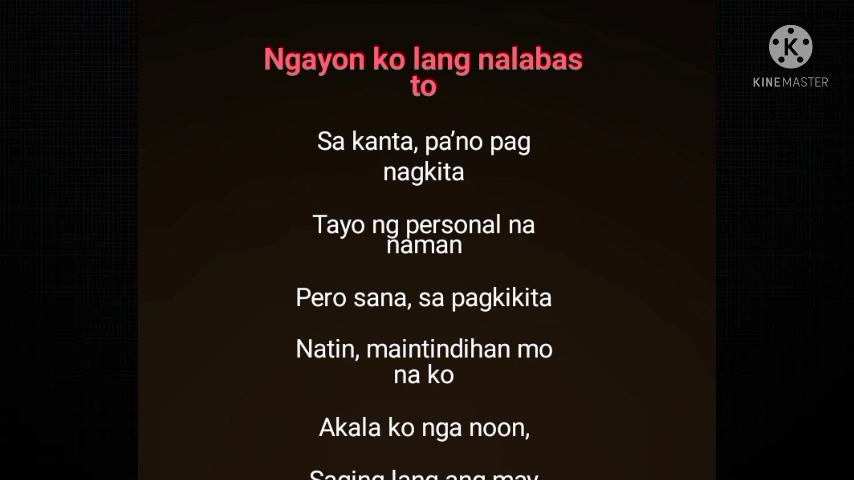 Ngayon ko lang nalabas
to
KINEMASTER
Sa kanta, pa’no pag
nagkita
Tayo ng personal na
naman
Pero sana, sa pagkikita
Natin, maintindihan mo
na ko
Akala ko nga noon,
Saging lang ang may